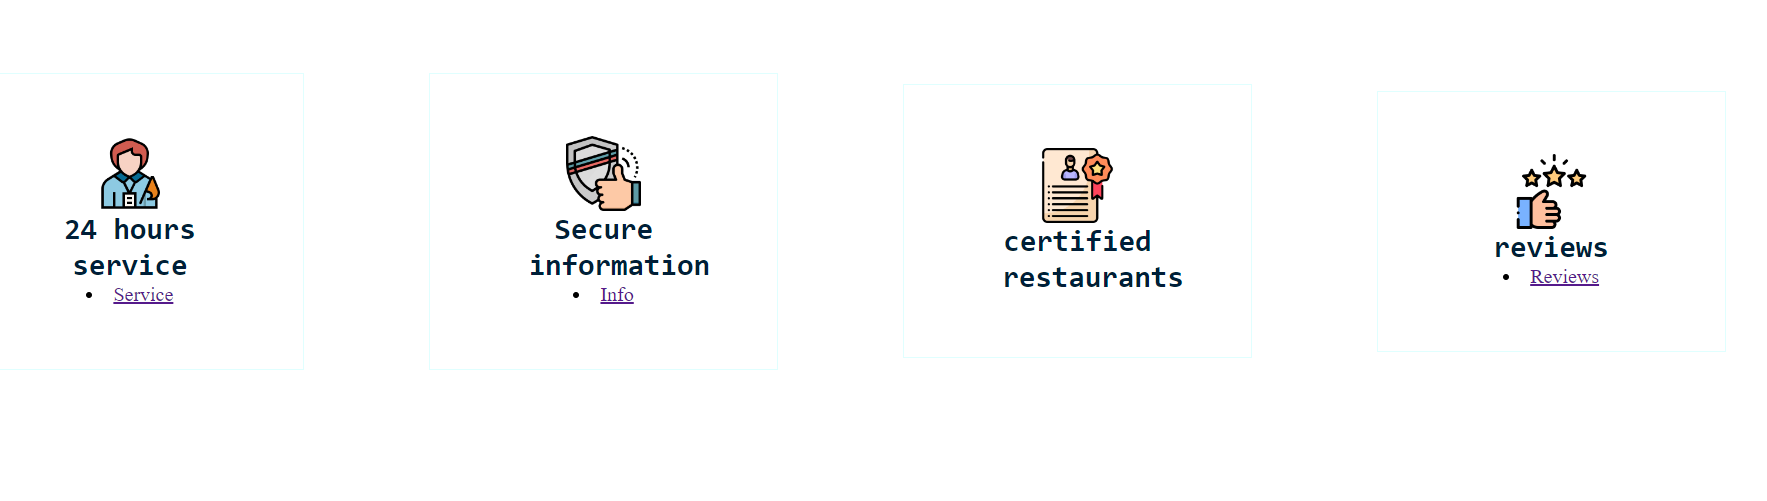 24 hours
service
Service
Secure
information
Info
certified
restaurants
reviews
Reviews